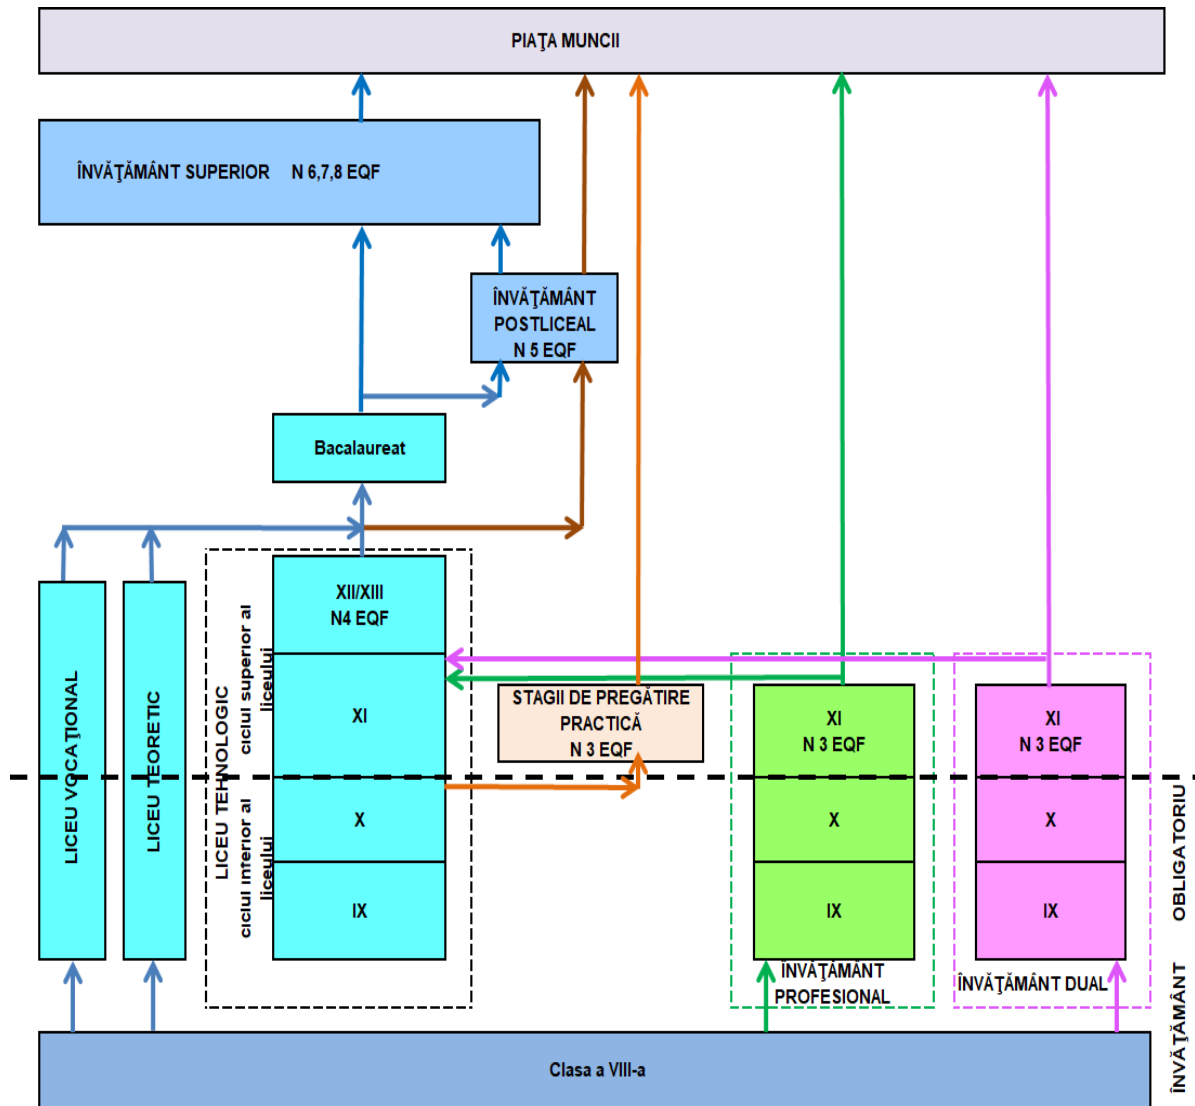 PIAŢA MUNCII
ÎNVĂŢĂMÂNT SUPERIOR N 6,7,8 EQF
ÎNVĂŢĂMÂNT
POSTLICEAL
N 5 EQF
Bacalaureat
LICEU VOCAŢIONAL
LICEU TEORETIC
LICEU TEHNOLOGIC
ciclul superior al
liceului
ciclul inferior al
liceului
XII/XIII
N4 EQF
XI
X
IX
STAGII DE PREGĂTIRE
PRACTICĂ
N 3 EQF
XI
N 3 EQF
X
IX
ÎNVĂŢĂMÂNT
PROFESIONAL
XI
N 3 EQF
X
IX
ÎNVĂŢĂMÂNT DUAL
ÎNVĂŢĂMÂNT OBLIGATORIU
Clasa a VIII-a